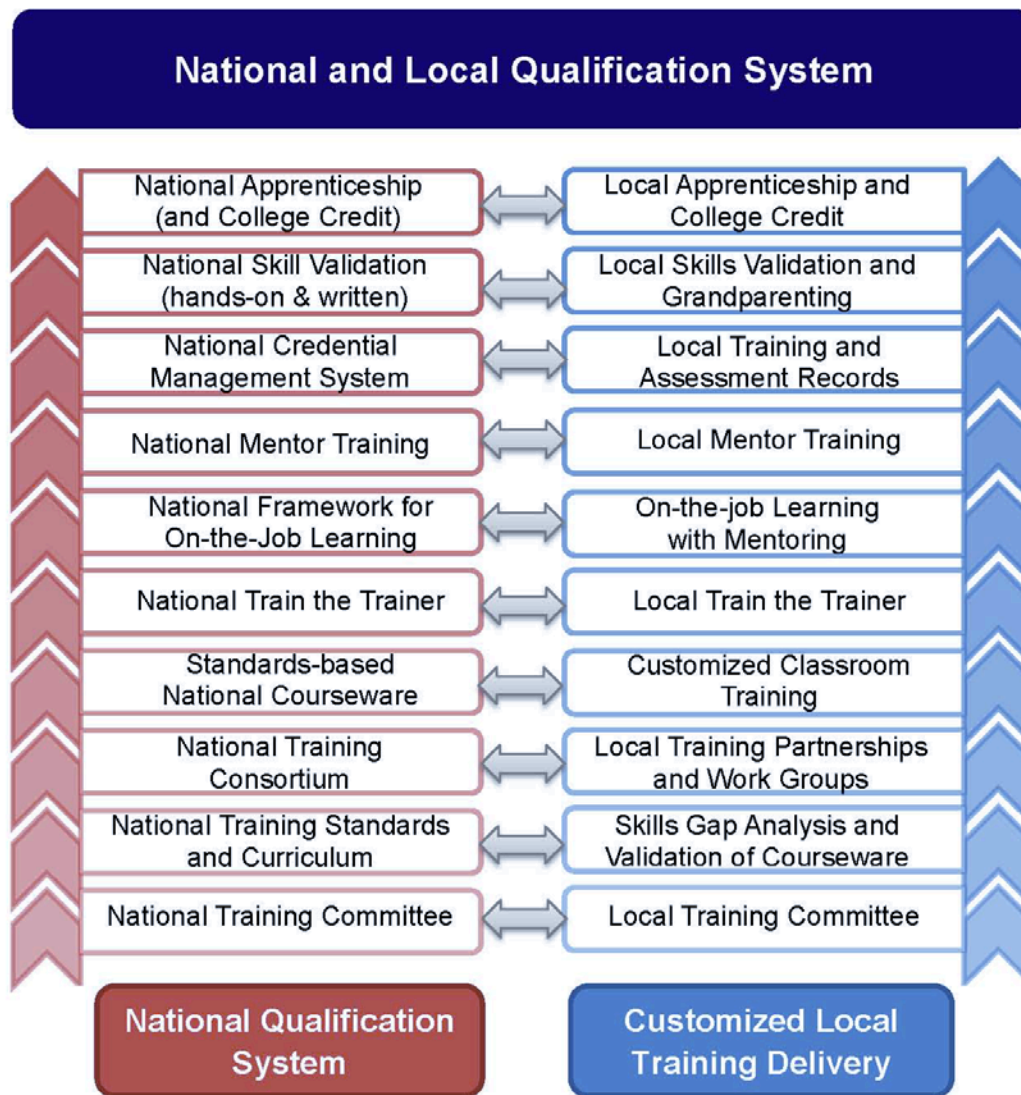 National and Local Qualification System
National Apprenticeship
(and College Credit)
Local Apprenticeship and
College Credit
National Skill Validation
(hands-on & written)
Local Skills Validation and
Grandparenting
National Credential
Management System
Local Training and
Assessment Records
National Mentor Training
Local Mentor Training
National Framework for
On-the-Job Learning
On-the-job Learning
with Mentoring
National Train the Trainer
Local Train the Trainer
Standards-based
National Courseware
Customized Classroom
Training
National Training
Consortium
Local Training Partnerships
and Work Groups
National Training Standards
and Curriculum
Skills Gap Analysis and
Validation of Courseware
National Training Committee
Local Training Committee
National Qualification
System
Customized Local
Training Delivery